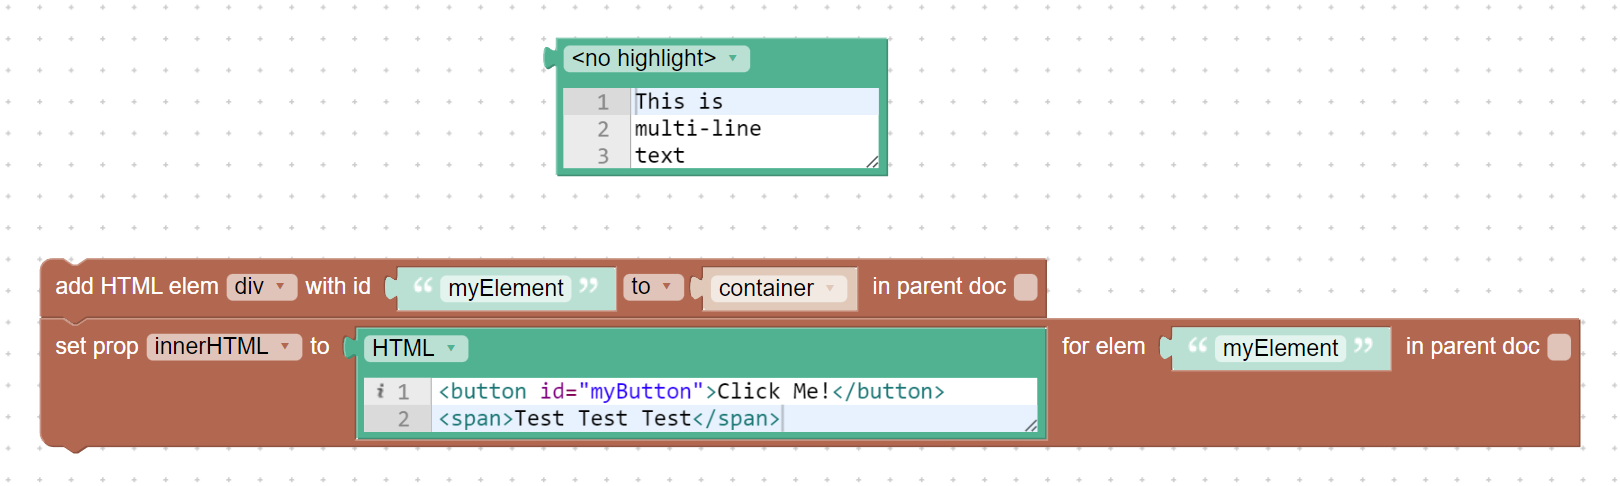 <no highlight>
1 This is
2 multi-line
3 text
add HTML elem div with id “ myElement ” to container in parent doc
set prop innerHTML to HTML for elem “ myElement ” in parent doc
i 1 <button id="myButton">Click Me!</button>
2 <span>Test Test Test</span>